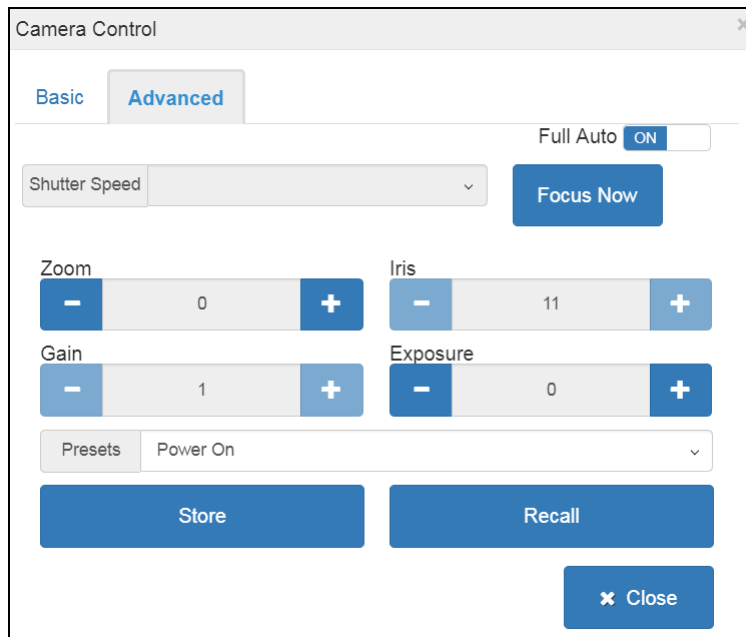 Camera Control
Basic
Advanced
Full Auto ON
Shutter Speed
Focus Now
Zoom
Iris
0
11
Gain
Exposure
1
0
Presets Power On
Store
Recall
Close